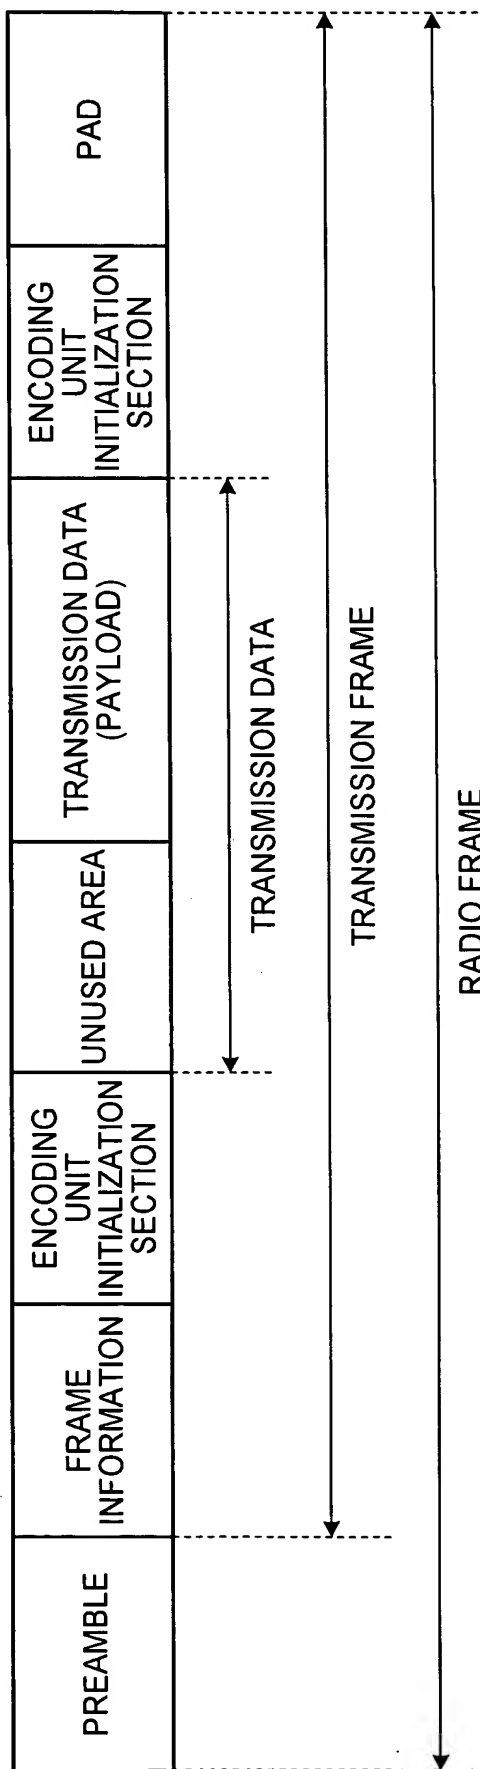 PREAMBLE
FRAME
INFORMATION
ENCODING
UNIT
INITIALIZATION
SECTION
UNUSED AREA
TRANSMISSION DATA
(PAYLOAD)
ENCODING
UNIT
INITIALIZATION
SECTION
PAD
TRANSMISSION DATA
TRANSMISSION FRAME
RADIO FRAME